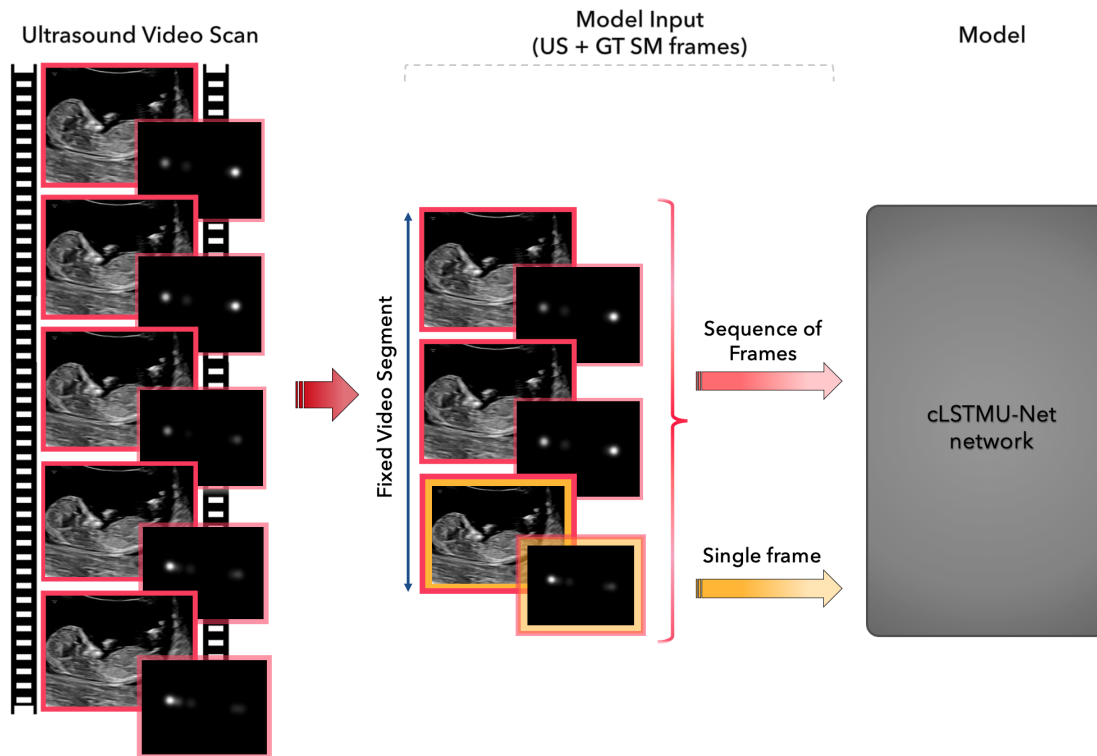 Ultrasound Video Scan
Model Input
(US + GT SM frames)
Model
Fixed Video Segment
Sequence of
Frames
Single frame
cLSTMU-Net
network